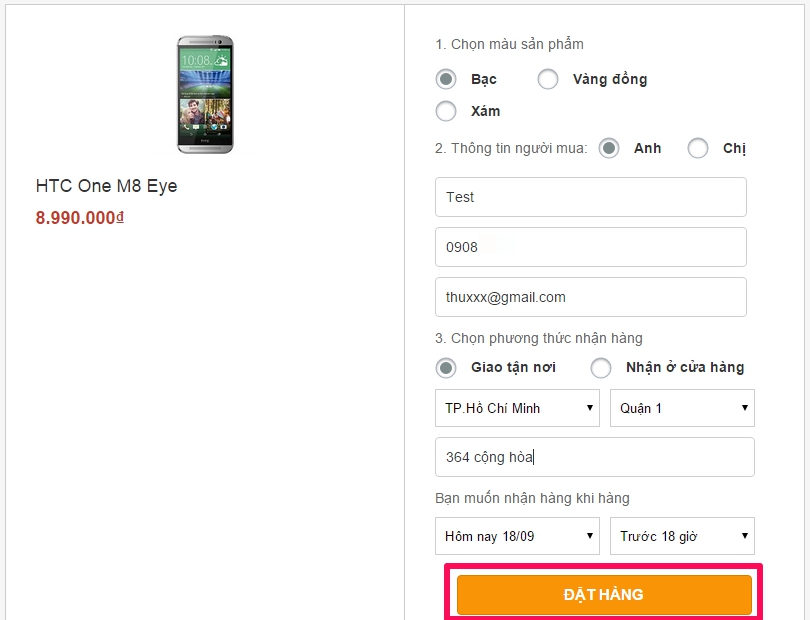 10:08
HTC One M8 Eye
8.990.000₫
1. Chọn màu sản phẩm
Bạc
Vàng đồng
Xám
2. Thông tin người mua:
Anh
Chị
Test
0908
thuxxx@gmail.com
3. Chọn phương thức nhận hàng
Giao tận nơi
Nhận ở cửa hàng
TP.Hồ Chí Minh
Quận 1
364 cộng hòa
Bạn muốn nhận hàng khi hàng
Hôm nay 18/09
Trước 18 giờ
ĐẶT HÀNG